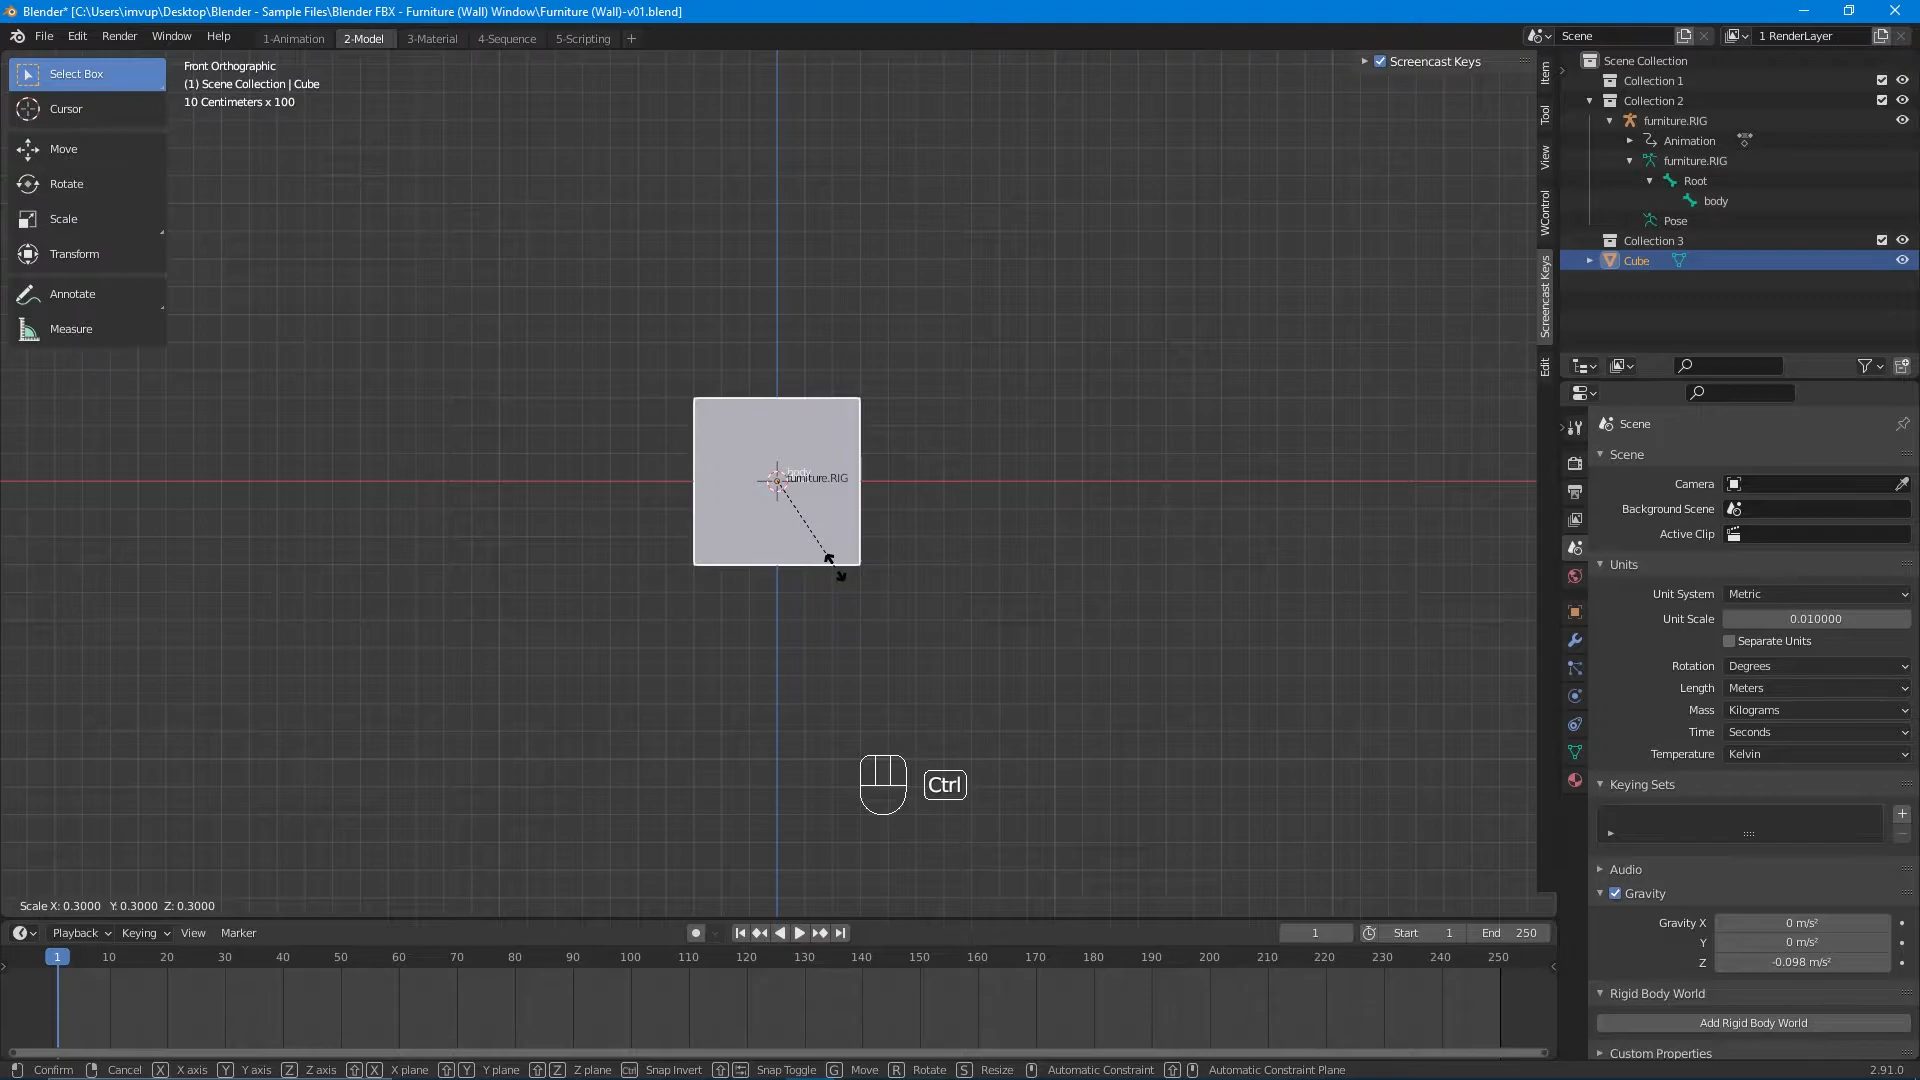 Blender* [C:\Users\imvup\Desktop\Blender - Sample Files\Blender FBX - Furniture (Wall) Window\Furniture (Wall)-v01.blend]
File Edit Render Window Help 1-Animation 2-Model 3-Material 4-Sequence 5-Scripting + Scene 1 RenderLayer
Select Box
Cursor
Move
Rotate
Scale
Transform
Annotate
Measure
Front Orthographic
(1) Scene Collection | Cube
10 Centimeters x 100
Screencast Keys
Item
Tool
View
WControl
Screencast Keys
Edit
body
furniture.RIG
Ctrl
Scale X: 0.3000 Y: 0.3000 Z: 0.3000
Scene Collection
Collection 1
Collection 2
furniture.RIG
Animation
furniture.RIG
Root
body
Pose
Collection 3
Cube
Scene
Scene
Camera
Background Scene
Active Clip
Units
Unit System Metric
Unit Scale 0.010000
Separate Units
Rotation Degrees
Length Meters
Mass Kilograms
Time Seconds
Temperature Kelvin
Keying Sets
Audio
Gravity
Gravity X 0 m/s²
Y 0 m/s²
Z -0.098 m/s²
Rigid Body World
Add Rigid Body World
Custom Properties
Playback Keying View Marker 1 Start 1 End 250
1 10 20 30 40 50 60 70 80 90 100 110 120 130 140 150 160 170 180 190 200 210 220 230 240 250
Confirm Cancel X X axis Y Y axis Z Z axis X X plane Y Y plane Z Z plane Ctrl Snap Invert Snap Toggle G Move R Rotate S Resize Automatic Constraint Automatic Constraint Plane 2.91.0